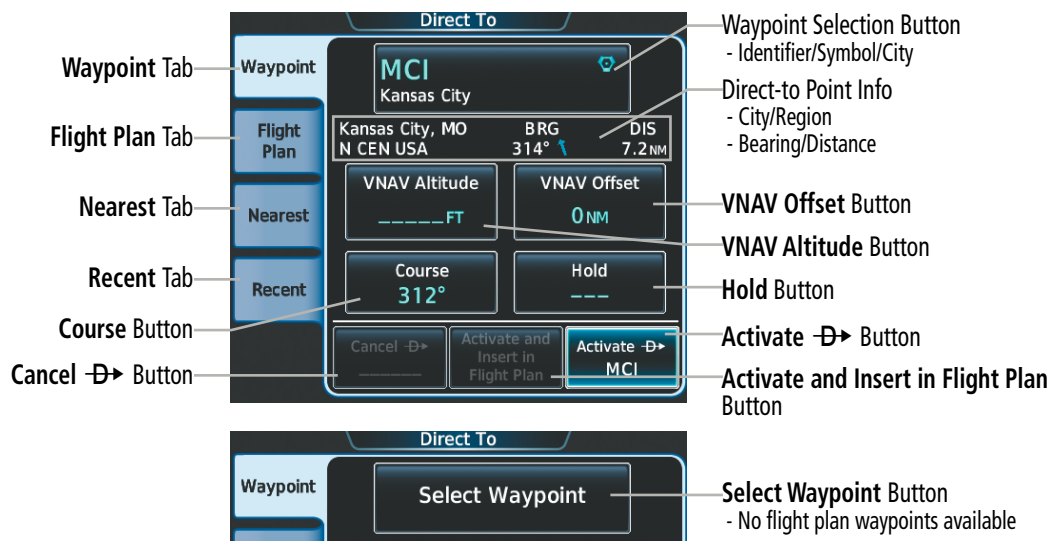 Direct To
Waypoint Selection Button
- Identifier/Symbol/City
Waypoint Tab
Waypoint
MCI
Kansas City
Direct-to Point Info
- City/Region
- Bearing/Distance
Flight Plan Tab
Flight
Plan
Kansas City, MO BRG DIS
N CEN USA 314° 7.2NM
VNAV Altitude
_____FT
VNAV Offset
0NM
Nearest Tab
Nearest
VNAV Offset Button
VNAV Altitude Button
Recent Tab
Recent
Course
312°
Hold
___
Hold Button
Course Button
Cancel D
______
Activate and
Insert in
Flight Plan
Activate D
MCI
Activate D Button
Cancel D Button
Activate and Insert in Flight Plan
Button
Direct To
Waypoint
Select Waypoint
Select Waypoint Button
- No flight plan waypoints available